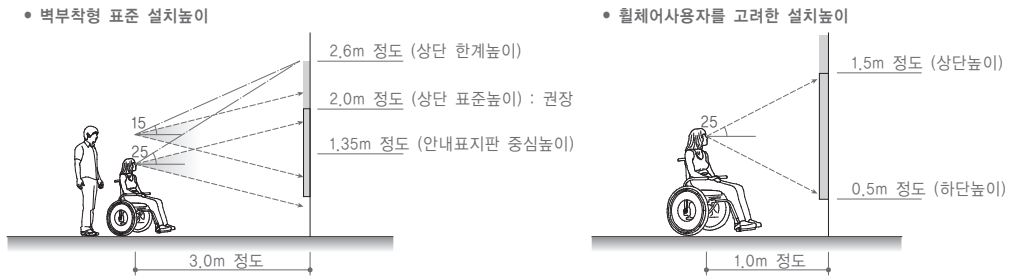 • 벽부착형 표준 설치높이
2.6m 정도 (상단 한계높이)
2.0m 정도 (상단 표준높이) : 권장
1.35m 정도 (안내표지판 중심높이)
15
25
3.0m 정도
• 휠체어사용자를 고려한 설치높이
1.5m 정도 (상단높이)
25
0.5m 정도 (하단높이)
1.0m 정도